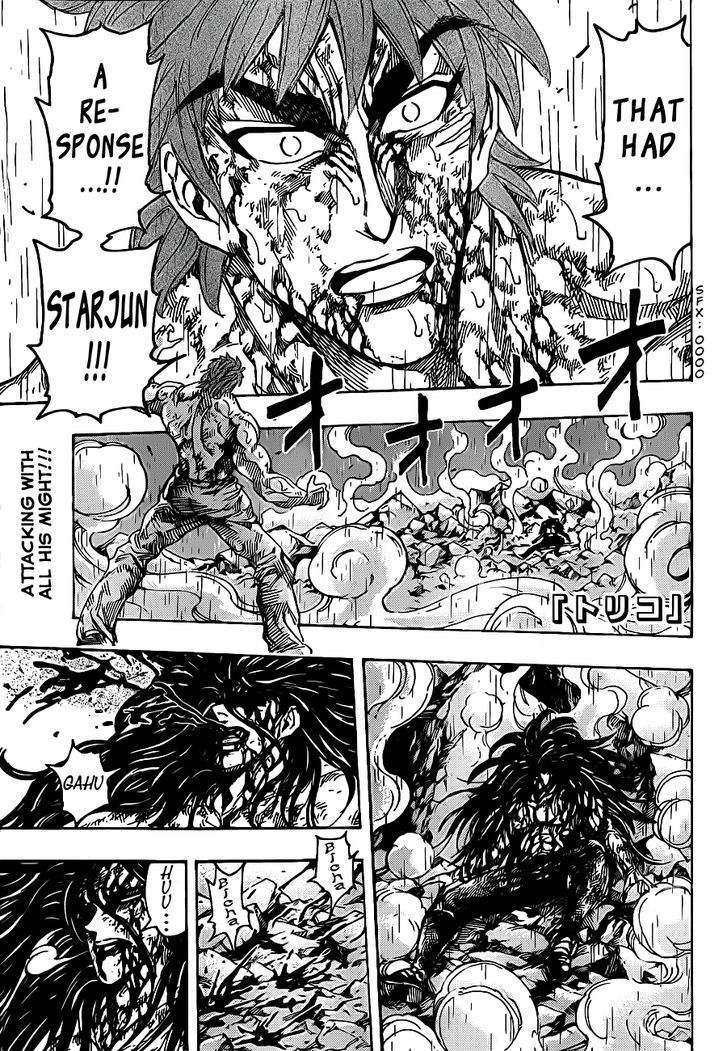 THAT
HAD
...
A
RE-
SPONSE
...!!
STARJUN
!!!
SFX: OOOO
オオオオ
ATTACKING WITH
ALL HIS MIGHT!!!
『トリコ』
GAHU
Bicha
Bicha
HUU...